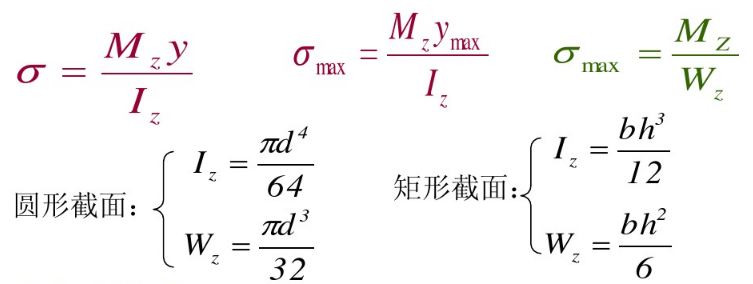 σ = M_z y / I_z    σ_max = M_z y_max / I_z    σ_max = M_Z / W_z
圆形截面： { I_z = πd^4 / 64    矩形截面： { I_z = bh^3 / 12
W_z = πd^3 / 32    W_z = bh^2 / 6